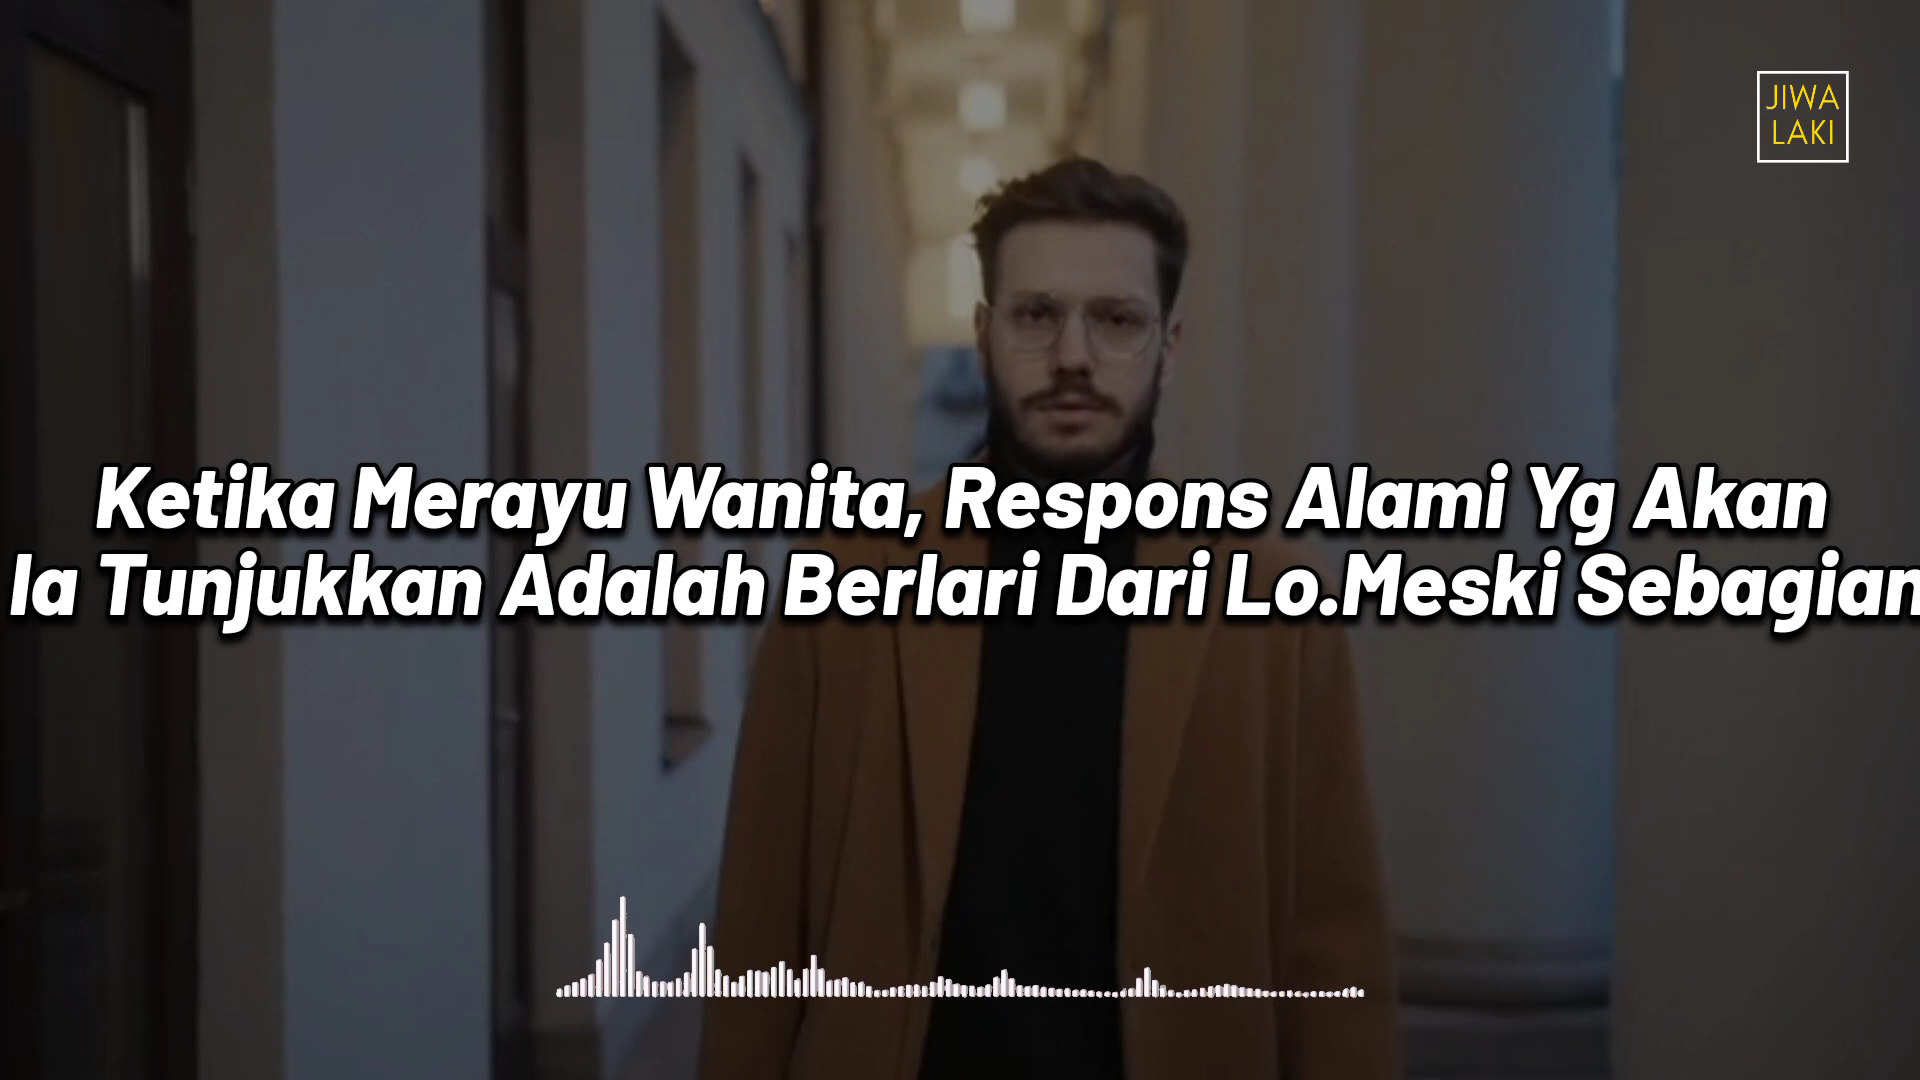 JIWA
LAKI
Ketika Merayu Wanita, Respons Alami Yg Akan
Ia Tunjukkan Adalah Berlari Dari Lo.Meski Sebagian